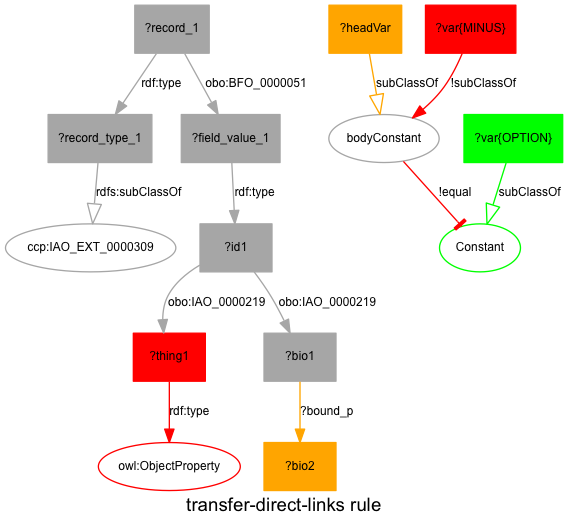 ?record_1
?headVar
?var{MINUS}
rdf:type
obo:BFO_0000051
subClassOf
!subClassOf
?record_type_1
?field_value_1
bodyConstant
?var{OPTION}
rdfs:subClassOf
rdf:type
!equal
subClassOf
ccp:IAO_EXT_0000309
?id1
Constant
obo:IAO_0000219
obo:IAO_0000219
?thing1
?bio1
rdf:type
?bound_p
owl:ObjectProperty
?bio2
transfer-direct-links rule